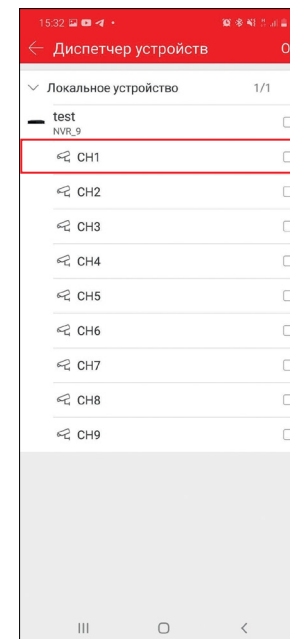 15:32
Диспетчер устройств
Локальное устройство 1/1
test
NVR_9
CH1
CH2
CH3
CH4
CH5
CH6
CH7
CH8
CH9